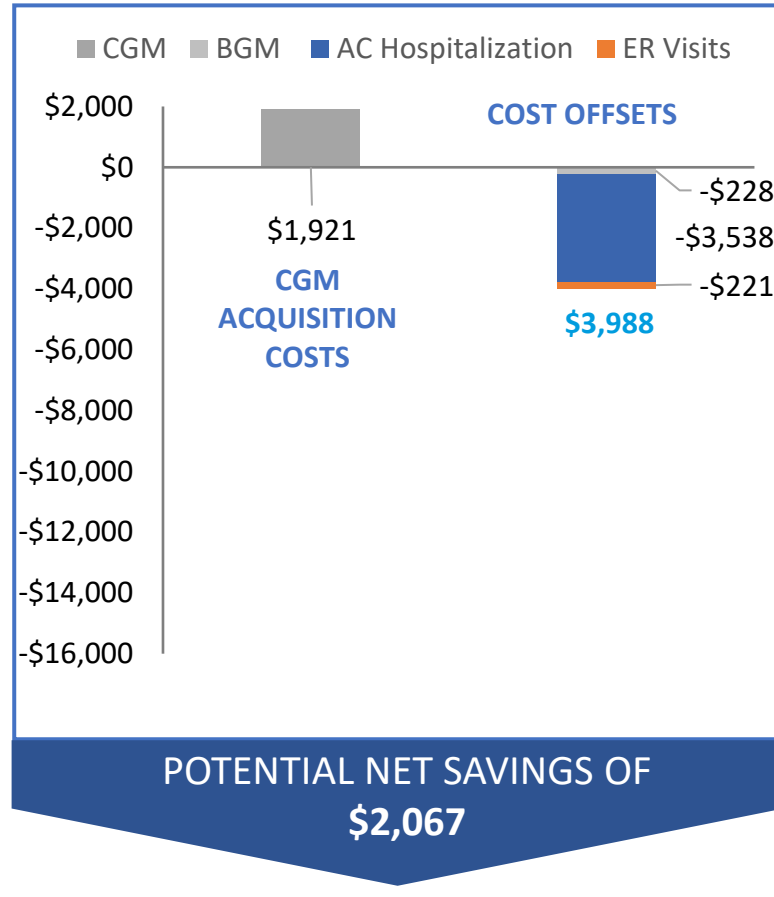 CGM BGM AC Hospitalization ER Visits
$2,000
$0
-$2,000
-$4,000
-$6,000
-$8,000
-$10,000
-$12,000
-$14,000
-$16,000
$1,921
CGM
ACQUISITION
COSTS
COST OFFSETS
-$228
-$3,538
-$221
$3,988
POTENTIAL NET SAVINGS OF
$2,067